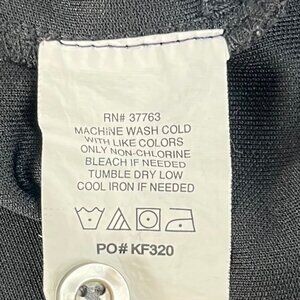 RN# 37763
MACHINE WASH COLD
WITH LIKE COLORS
ONLY NON-CHLORINE
BLEACH IF NEEDED
TUMBLE DRY LOW
COOL IRON IF NEEDED
PO# KF320